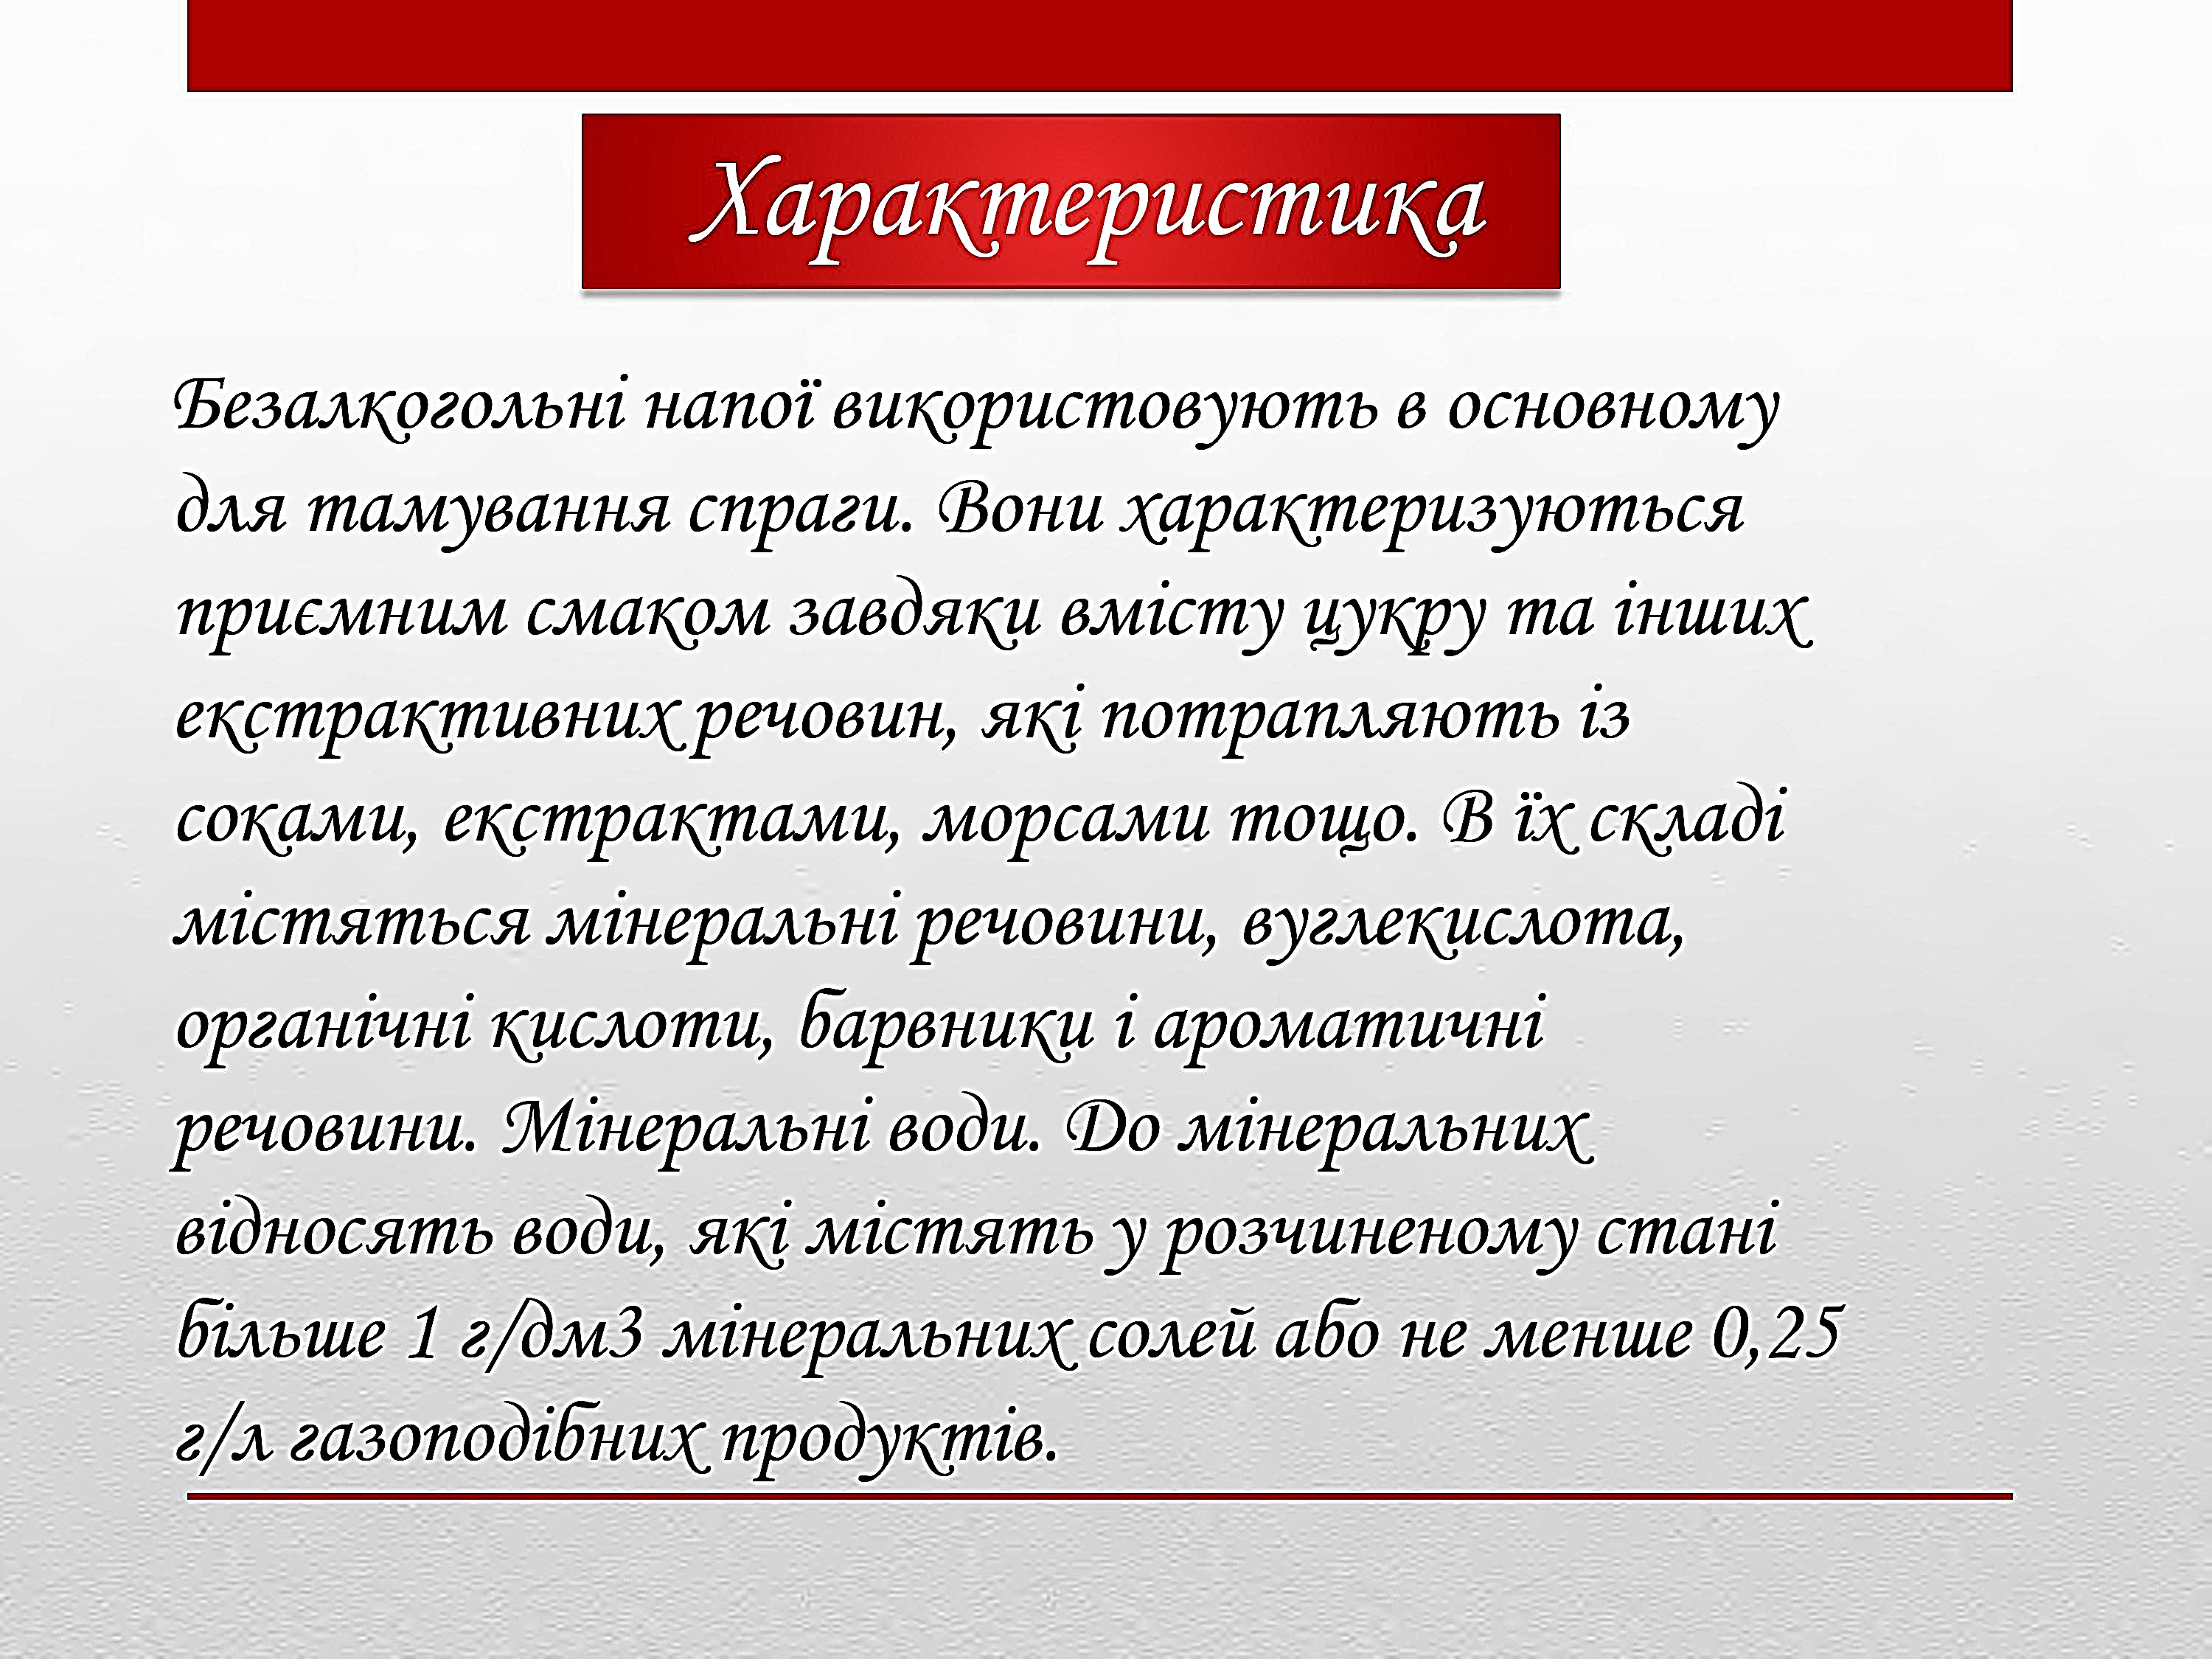 Характеристика
Безалкогольні напої використовують в основному
для тамування спраги. Вони характеризуються
приємним смаком завдяки вмісту цукру та інших
екстрактивних речовин, які потрапляють із
соками, екстрактами, морсами тощо. В їх складі
містяться мінеральні речовини, вуглекислота,
органічні кислоти, барвники і ароматичні
речовини. Мінеральні води. До мінеральних
відносять води, які містять у розчиненому стані
більше 1 г/дм3 мінеральних солей або не менше 0,25
г/л газоподібних продуктів.